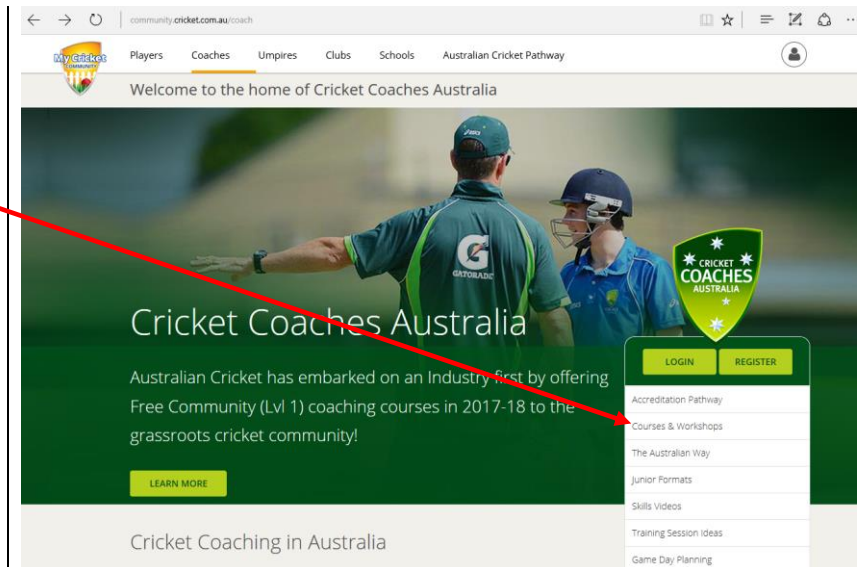 community.cricket.com.au/coach
My Cricket
COMMUNITY
Players Coaches Umpires Clubs Schools Australian Cricket Pathway
Welcome to the home of Cricket Coaches Australia
asics
GATORADE
CRICKET
COACHES
AUSTRALIA
Cricket Coaches Australia
LOGIN REGISTER
Australian Cricket has embarked on an Industry first by offering
Free Community (Lvl 1) coaching courses in 2017-18 to the
grassroots cricket community!
LEARN MORE
Accreditation Pathway
Courses & Workshops
The Australian Way
Junior Formats
Skills Videos
Training Session Ideas
Game Day Planning
Cricket Coaching in Australia